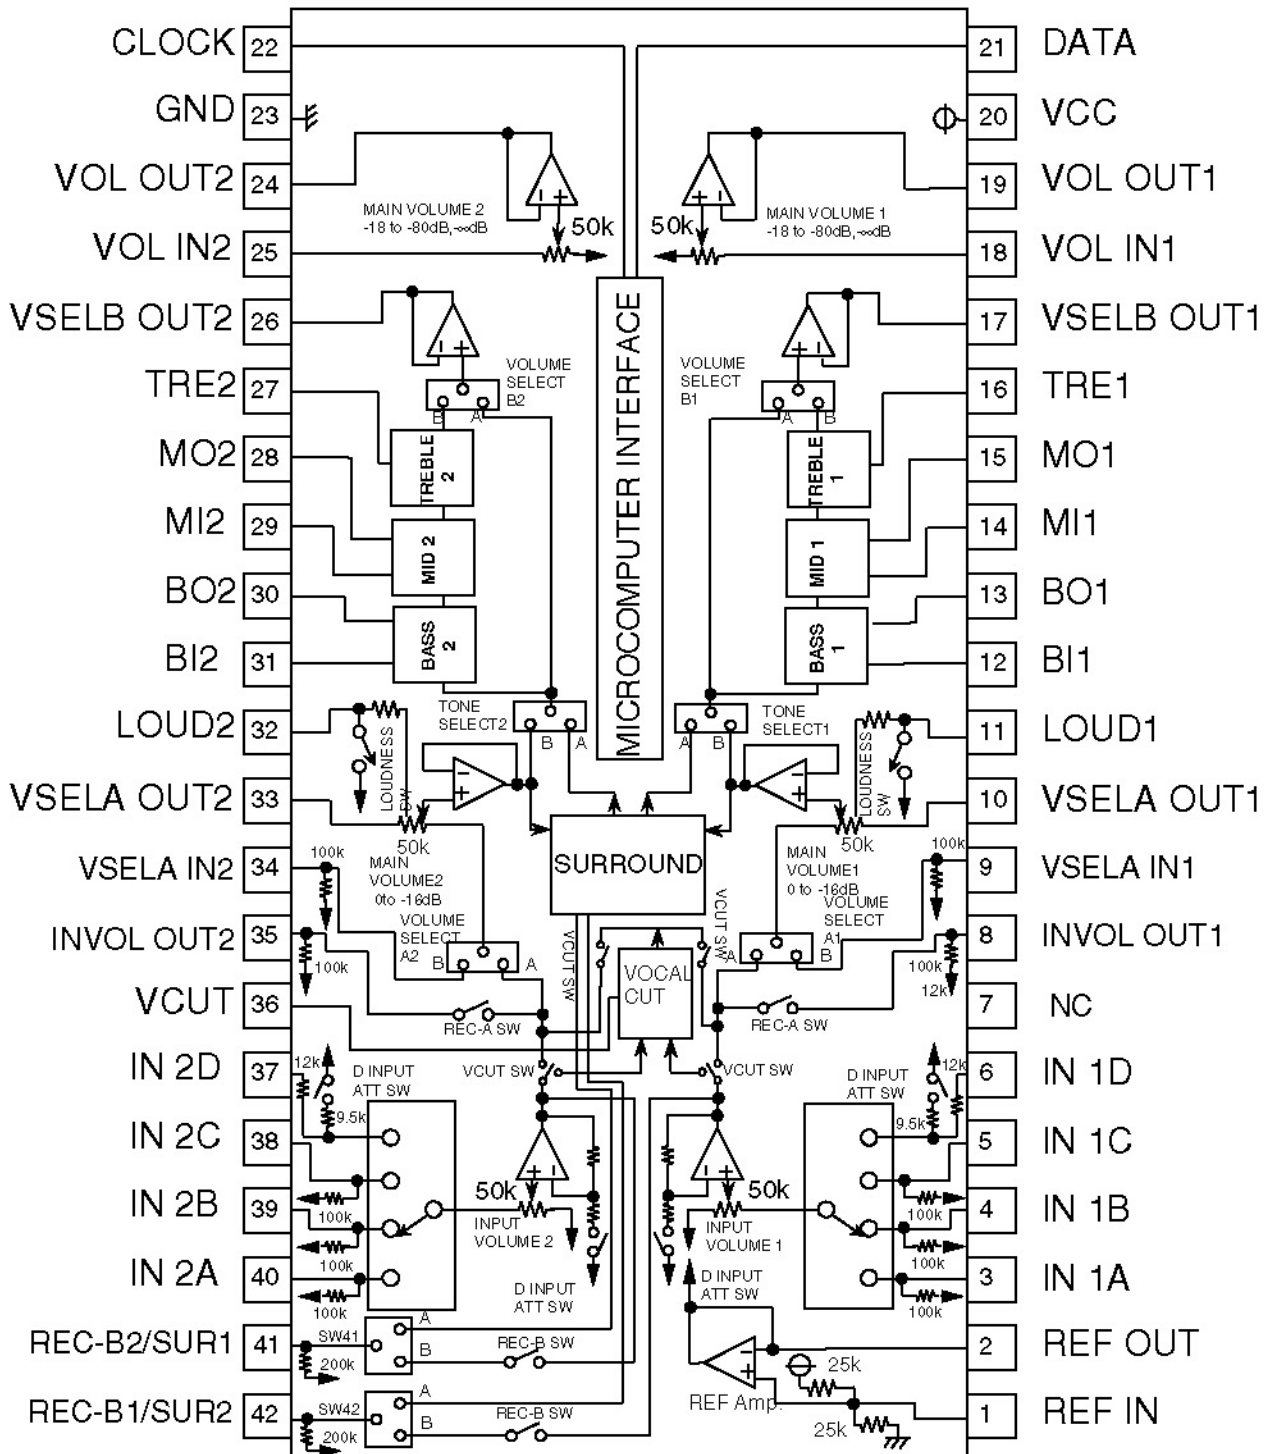 CLOCK 22
21 DATA
GND 23
20 VCC
VOL OUT2 24
19 VOL OUT1
MAIN VOLUME 2
-18 to -80dB,-∞dB
50k
50k
MAIN VOLUME 1
-18 to -80dB,-∞dB
VOL IN2 25
18 VOL IN1
VSELB OUT2 26
17 VSELB OUT1
MICROCOMPUTER INTERFACE
VOLUME
SELECT
B2
VOLUME
SELECT
B1
TRE2 27
16 TRE1
B A
A B
TREBLE
2
TREBLE
1
MO2 28
15 MO1
MI2 29
14 MI1
MID 2
MID 1
BO2 30
13 BO1
BASS
2
BASS
1
BI2 31
12 BI1
TONE
SELECT2
B A
A B
TONE
SELECT1
LOUD2 32
11 LOUD1
LOUDNESS
SW
LOUDNESS
SW
VSELA OUT2 33
10 VSELA OUT1
50k
50k
SURROUND
VSELA IN2 34
9 VSELA IN1
100k
100k
MAIN
VOLUME2
0to -16dB
VOLUME
SELECT
A2
MAIN
VOLUME1
0 to -16dB
VOLUME
SELECT
A1
INVOL OUT2 35
8 INVOL OUT1
100k
100k
12k
B A
A B
VCUT SW
VCUT SW
VOCAL
CUT
VCUT 36
7 NC
REC-A SW
REC-A SW
IN 2D 37
6 IN 1D
12k
12k
D INPUT
ATT SW
VCUT SW
VCUT SW
D INPUT
ATT SW
9.5k
9.5k
IN 2C 38
5 IN 1C
100k
100k
IN 2B 39
4 IN 1B
50k
50k
INPUT
VOLUME 2
INPUT
VOLUME 1
100k
100k
IN 2A 40
3 IN 1A
D INPUT
ATT SW
D INPUT
ATT SW
100k
100k
REC-B2/SUR1 41
2 REF OUT
SW41
200k
A
B
REC-B SW
25k
REF Amp.
REC-B1/SUR2 42
1 REF IN
SW42
200k
A
B
REC-B SW
25k